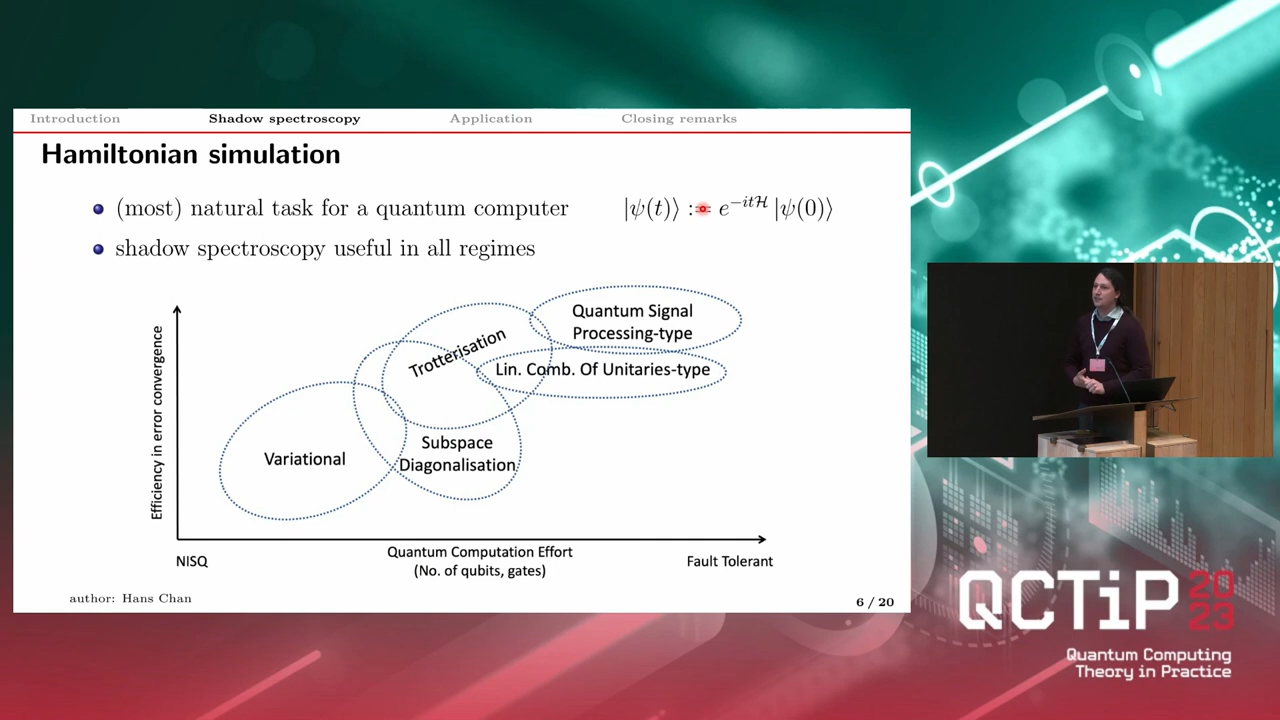 Introduction Shadow spectroscopy Application Closing remarks
Hamiltonian simulation
(most) natural task for a quantum computer |ψ(t)⟩ := e^{-itH} |ψ(0)⟩
shadow spectroscopy useful in all regimes
Efficiency in error convergence
Quantum Signal
Processing-type
Trotterisation
Lin. Comb. Of Unitaries-type
Subspace
Diagonalisation
Variational
NISQ
Quantum Computation Effort
(No. of qubits, gates)
Fault Tolerant
author: Hans Chan
6 / 20
QCTiP 2023
Quantum Computing
Theory in Practice